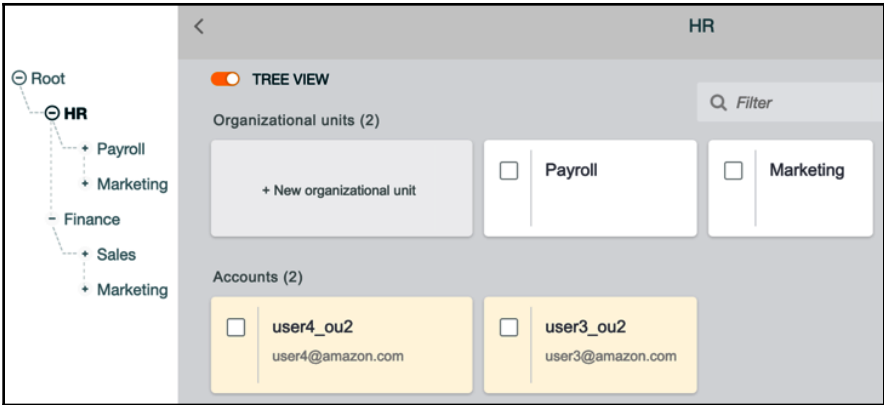 HR
Root
HR
Payroll
Marketing
Finance
Sales
Marketing
TREE VIEW
Filter
Organizational units (2)
+ New organizational unit
Payroll
Marketing
Accounts (2)
user4_ou2
user4@amazon.com
user3_ou2
user3@amazon.com